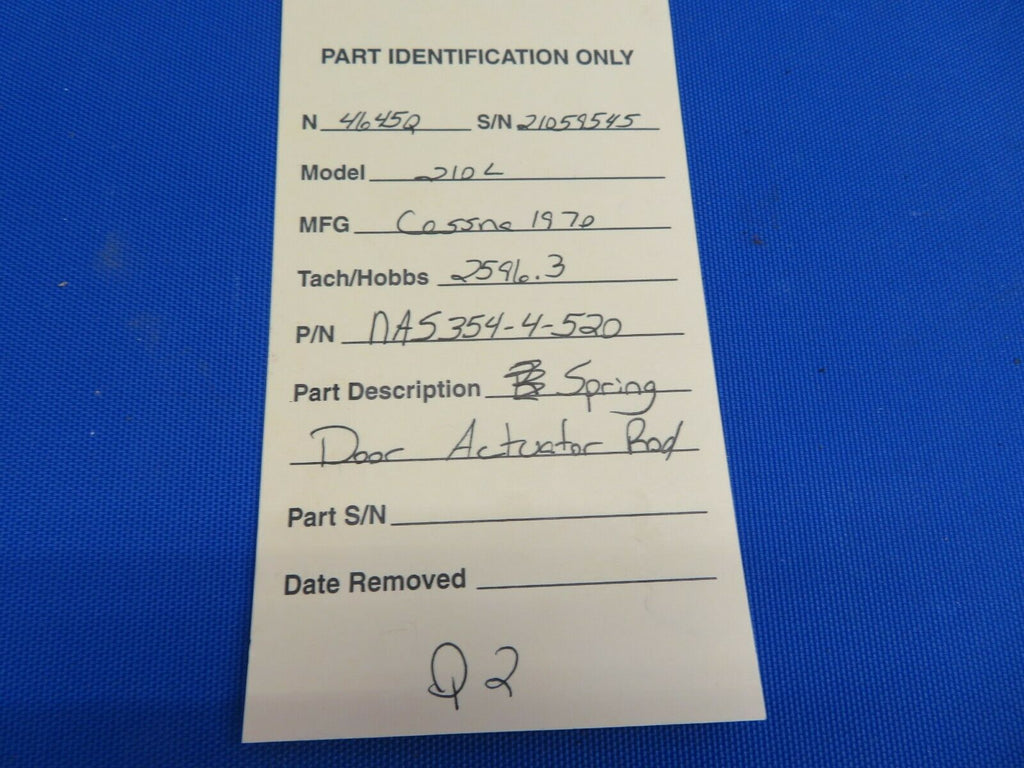 PART IDENTIFICATION ONLY
N 4645Q S/N 21059545
Model 210L
MFG Cessna 1970
Tach/Hobbs 2596.3
P/N NAS354-4-520
Part Description Spring
Door Actuator Rod
Part S/N
Date Removed
Q2